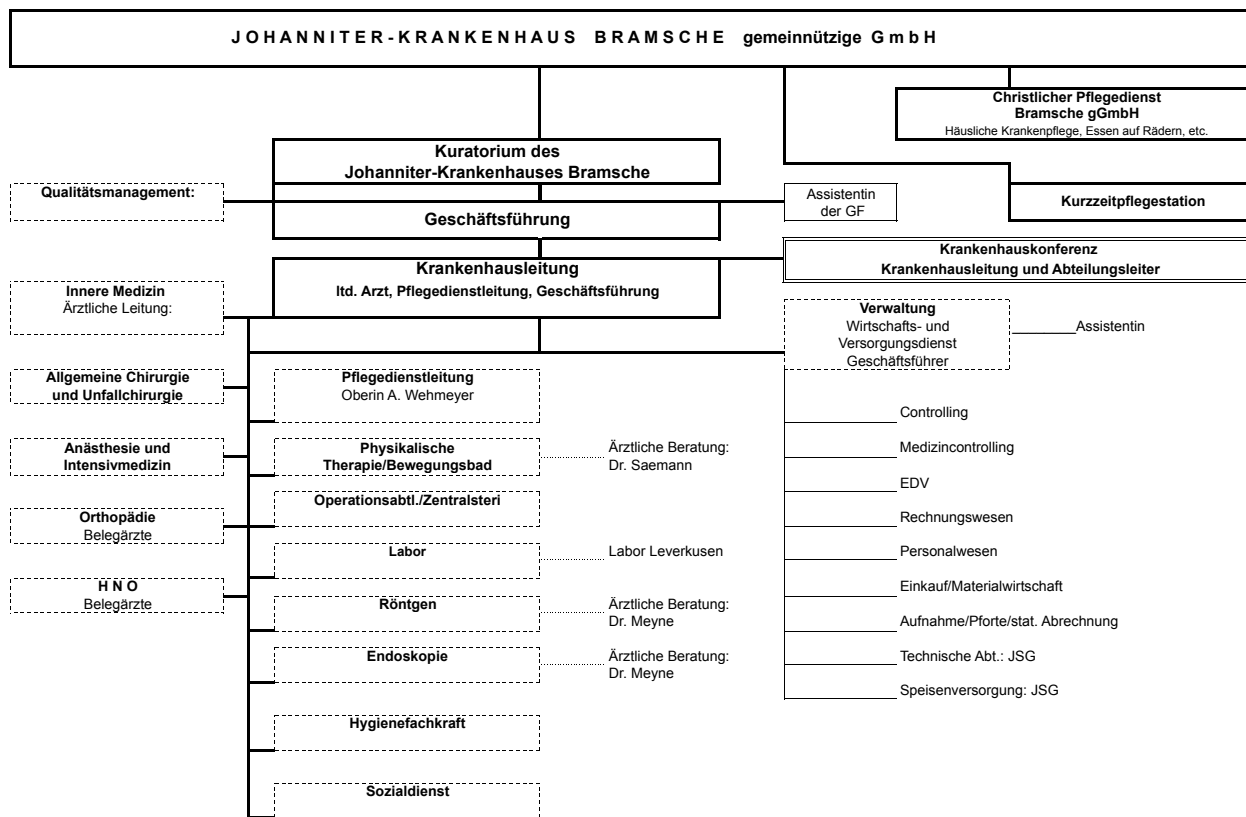 JOHANNITER-KRANKENHAUS BRAMSCHE gemeinnützige GmbH
Christlicher Pflegedienst
Bramsche gGmbH
Häusliche Krankenpflege, Essen auf Rädern, etc.
Kuratorium des
Johanniter-Krankenhauses Bramsche
Qualitätsmanagement:
Assistentin
der GF
Kurzzeitpflegestation
Geschäftsführung
Krankenhauskonferenz
Krankenhausleitung und Abteilungsleiter
Krankenhausleitung
ltd. Arzt, Pflegedienstleitung, Geschäftsführung
Innere Medizin
Ärztliche Leitung:
Verwaltung
Wirtschafts- und
Versorgungsdienst
Geschäftsführer
Assistentin
Allgemeine Chirurgie
und Unfallchirurgie
Anästhesie und
Intensivmedizin
Orthopädie
Belegärzte
H N O
Belegärzte
Pflegedienstleitung
Oberin A. Wehmeyer
Physikalische
Therapie/Bewegungsbad
Ärztliche Beratung:
Dr. Saemann
Operationsabtl./Zentralsteri
Labor
Labor Leverkusen
Röntgen
Ärztliche Beratung:
Dr. Meyne
Endoskopie
Ärztliche Beratung:
Dr. Meyne
Hygienefachkraft
Sozialdienst
Controlling
Medizincontrolling
EDV
Rechnungswesen
Personalwesen
Einkauf/Materialwirtschaft
Aufnahme/Pforte/stat. Abrechnung
Technische Abt.: JSG
Speisenversorgung: JSG